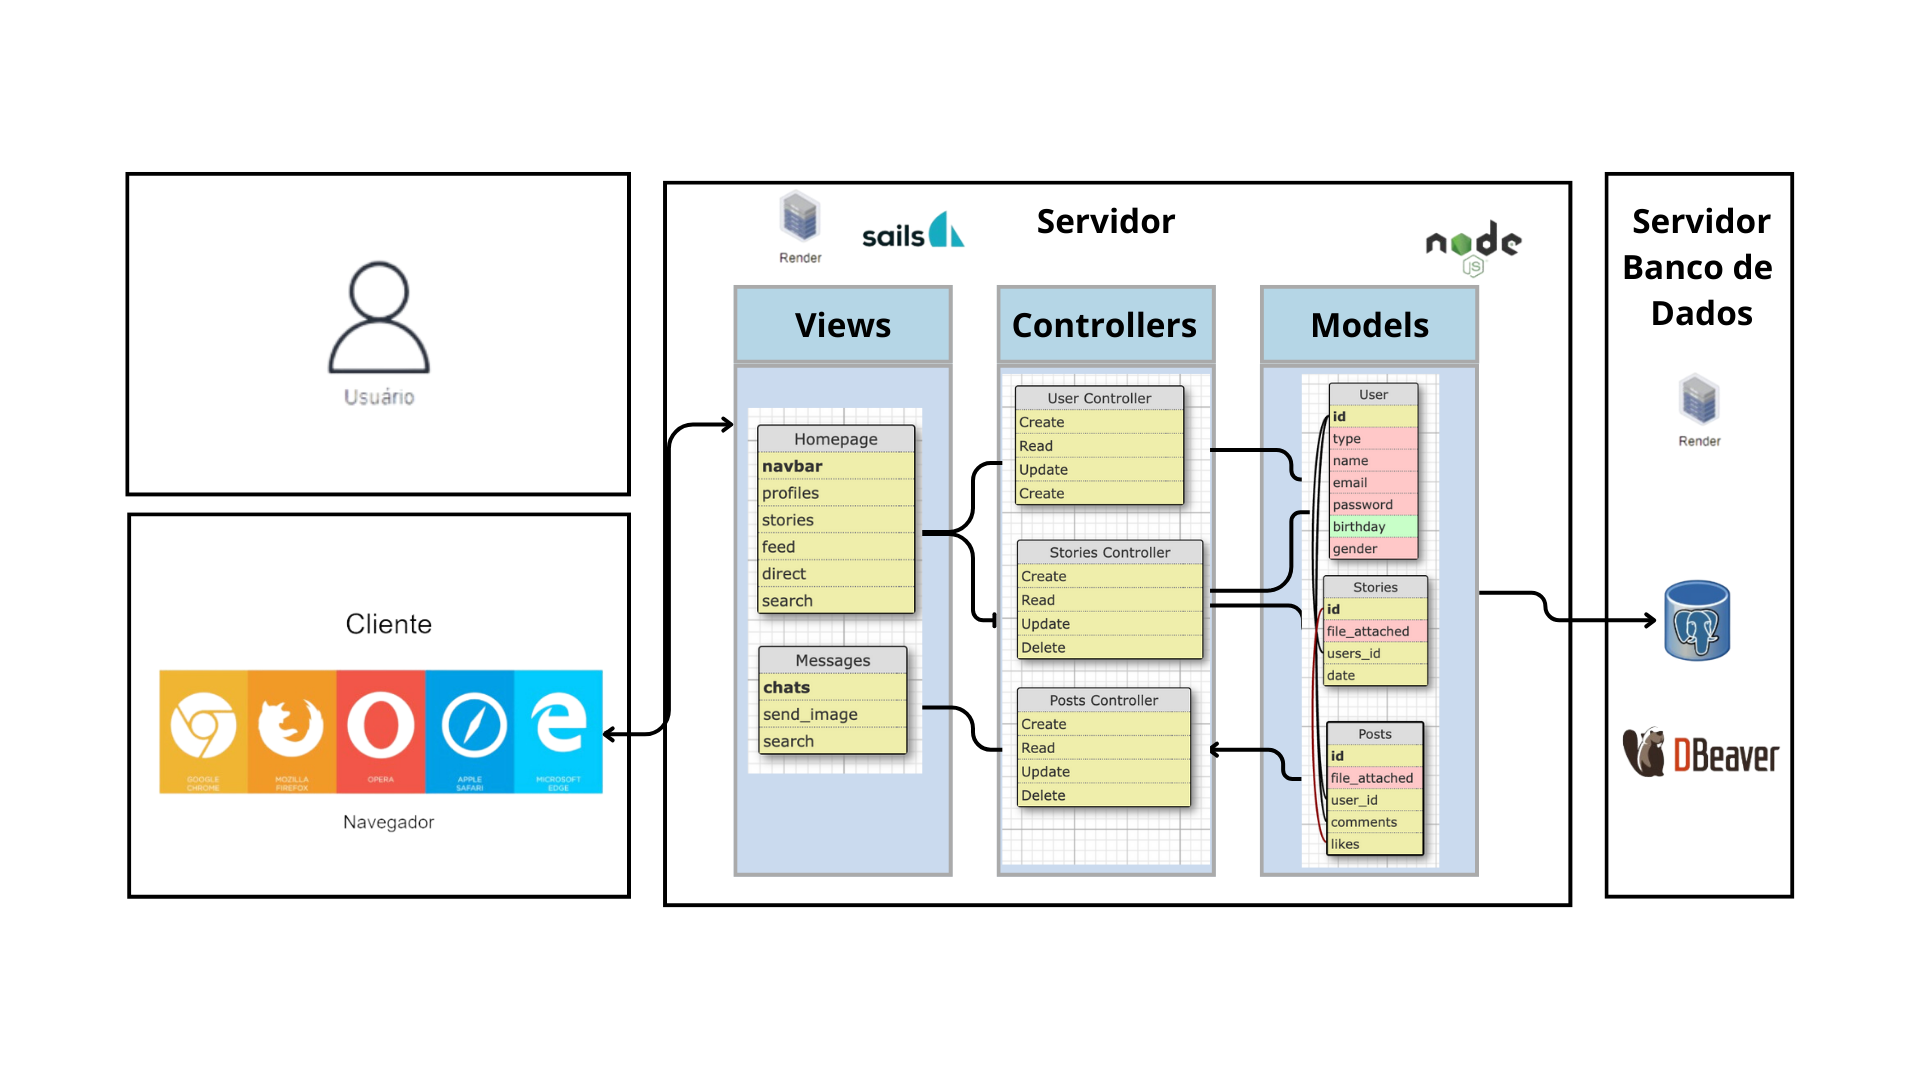 Usuário
Cliente
GOOGLE
CHROME
MOZILLA
FIREFOX
OPERA
APPLE
SAFARI
MICROSOFT
EDGE
Navegador
Render
sails
Servidor
node
JS
Views
Homepage
navbar
profiles
stories
feed
direct
search
Messages
chats
send_image
search
Controllers
User Controller
Create
Read
Update
Create
Stories Controller
Create
Read
Update
Delete
Posts Controller
Create
Read
Update
Delete
Models
User
id
type
name
email
password
birthday
gender
Stories
id
file_attached
users_id
date
Posts
id
file_attached
user_id
comments
likes
Servidor
Banco de
Dados
Render
DBeaver